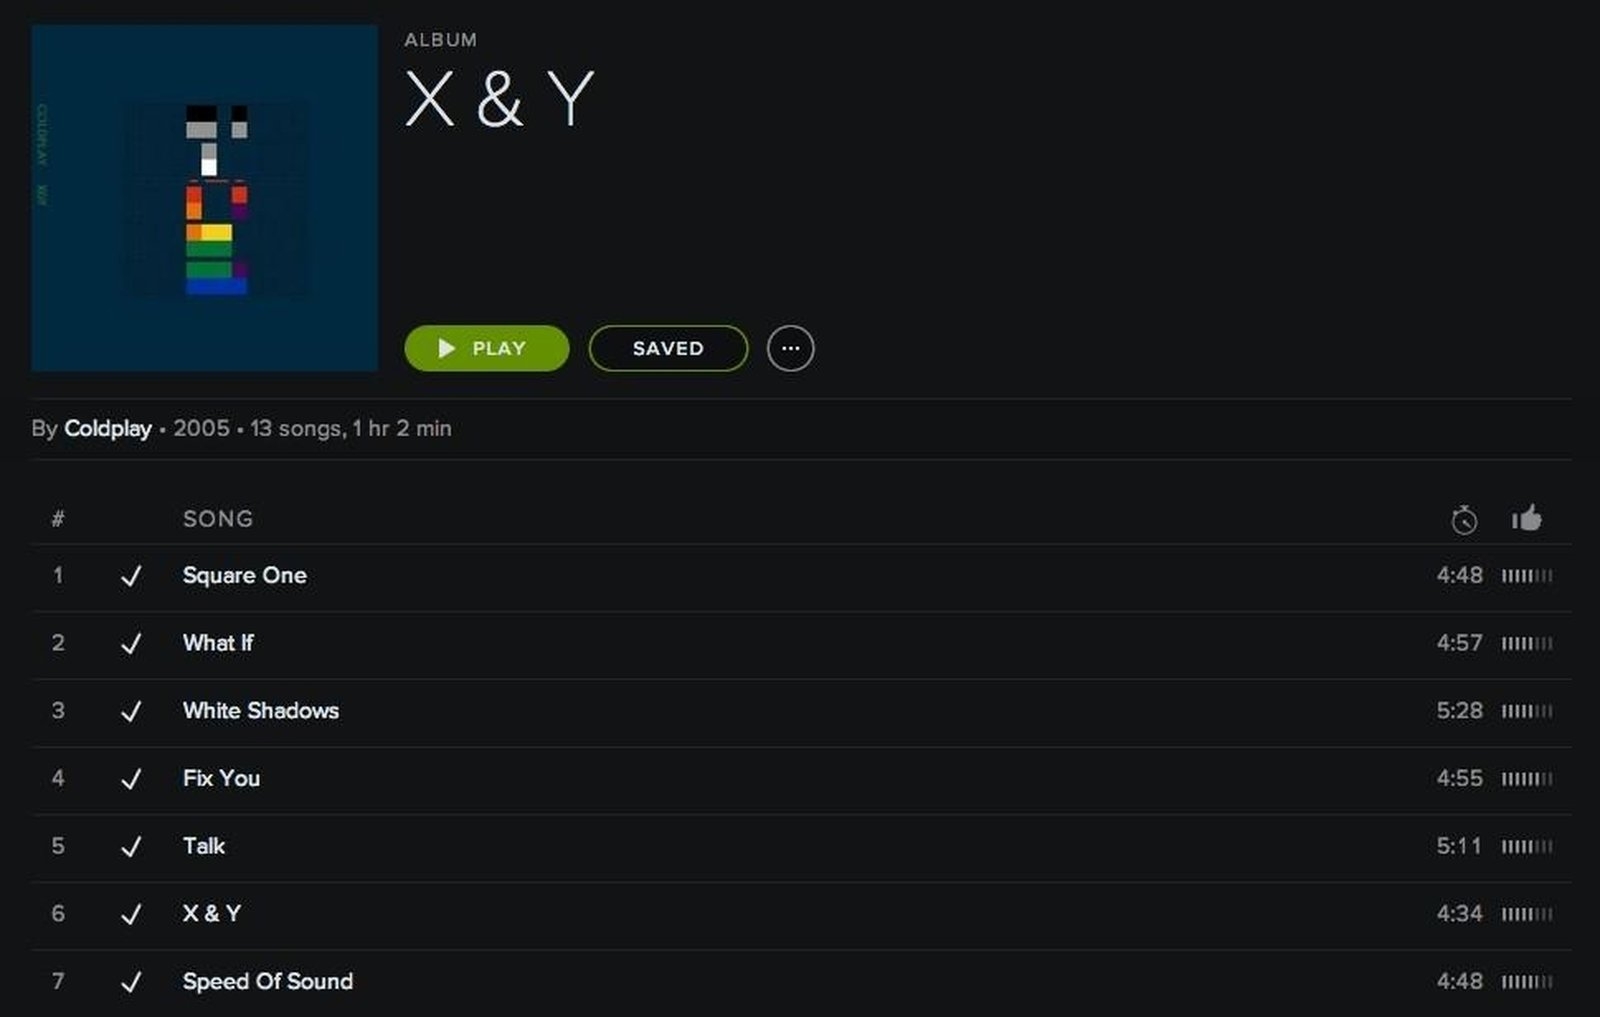 COLDPLAY X&Y
ALBUM
X & Y
PLAY
SAVED
By Coldplay • 2005 • 13 songs, 1 hr 2 min
# SONG
1 Square One 4:48
2 What If 4:57
3 White Shadows 5:28
4 Fix You 4:55
5 Talk 5:11
6 X & Y 4:34
7 Speed Of Sound 4:48